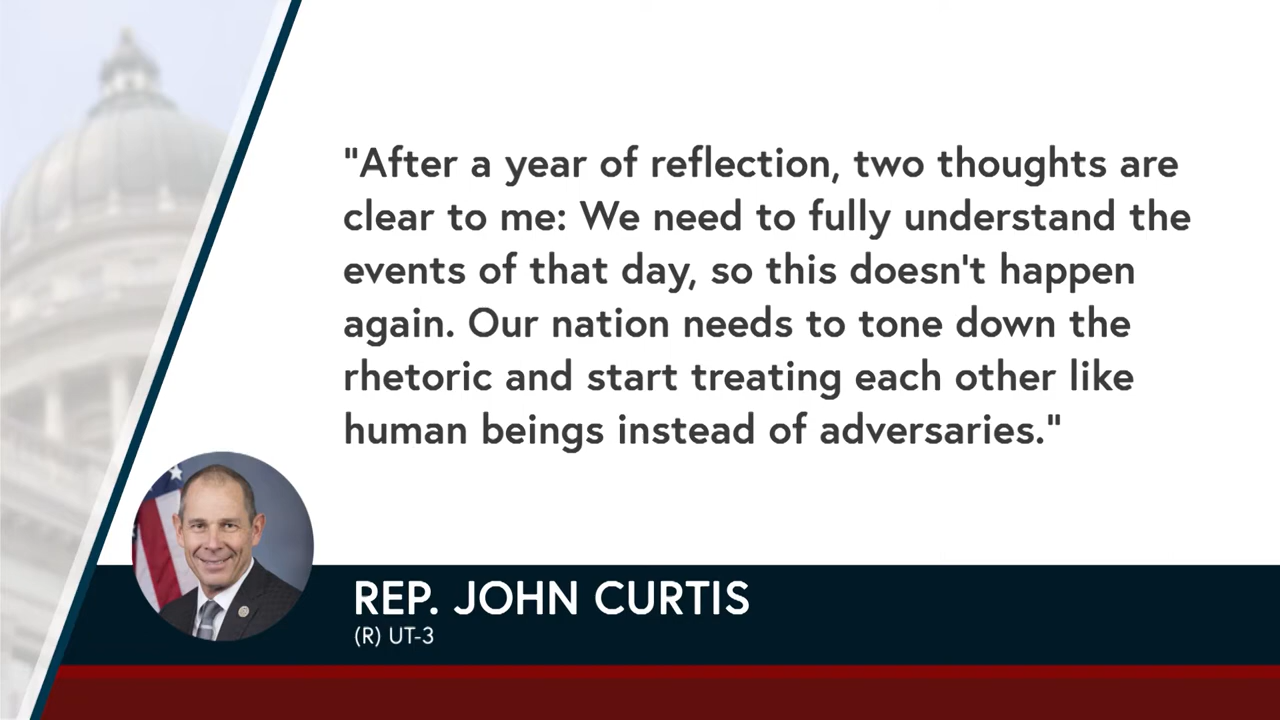 "After a year of reflection, two thoughts are
clear to me: We need to fully understand the
events of that day, so this doesn't happen
again. Our nation needs to tone down the
rhetoric and start treating each other like
human beings instead of adversaries."
REP. JOHN CURTIS
(R) UT-3